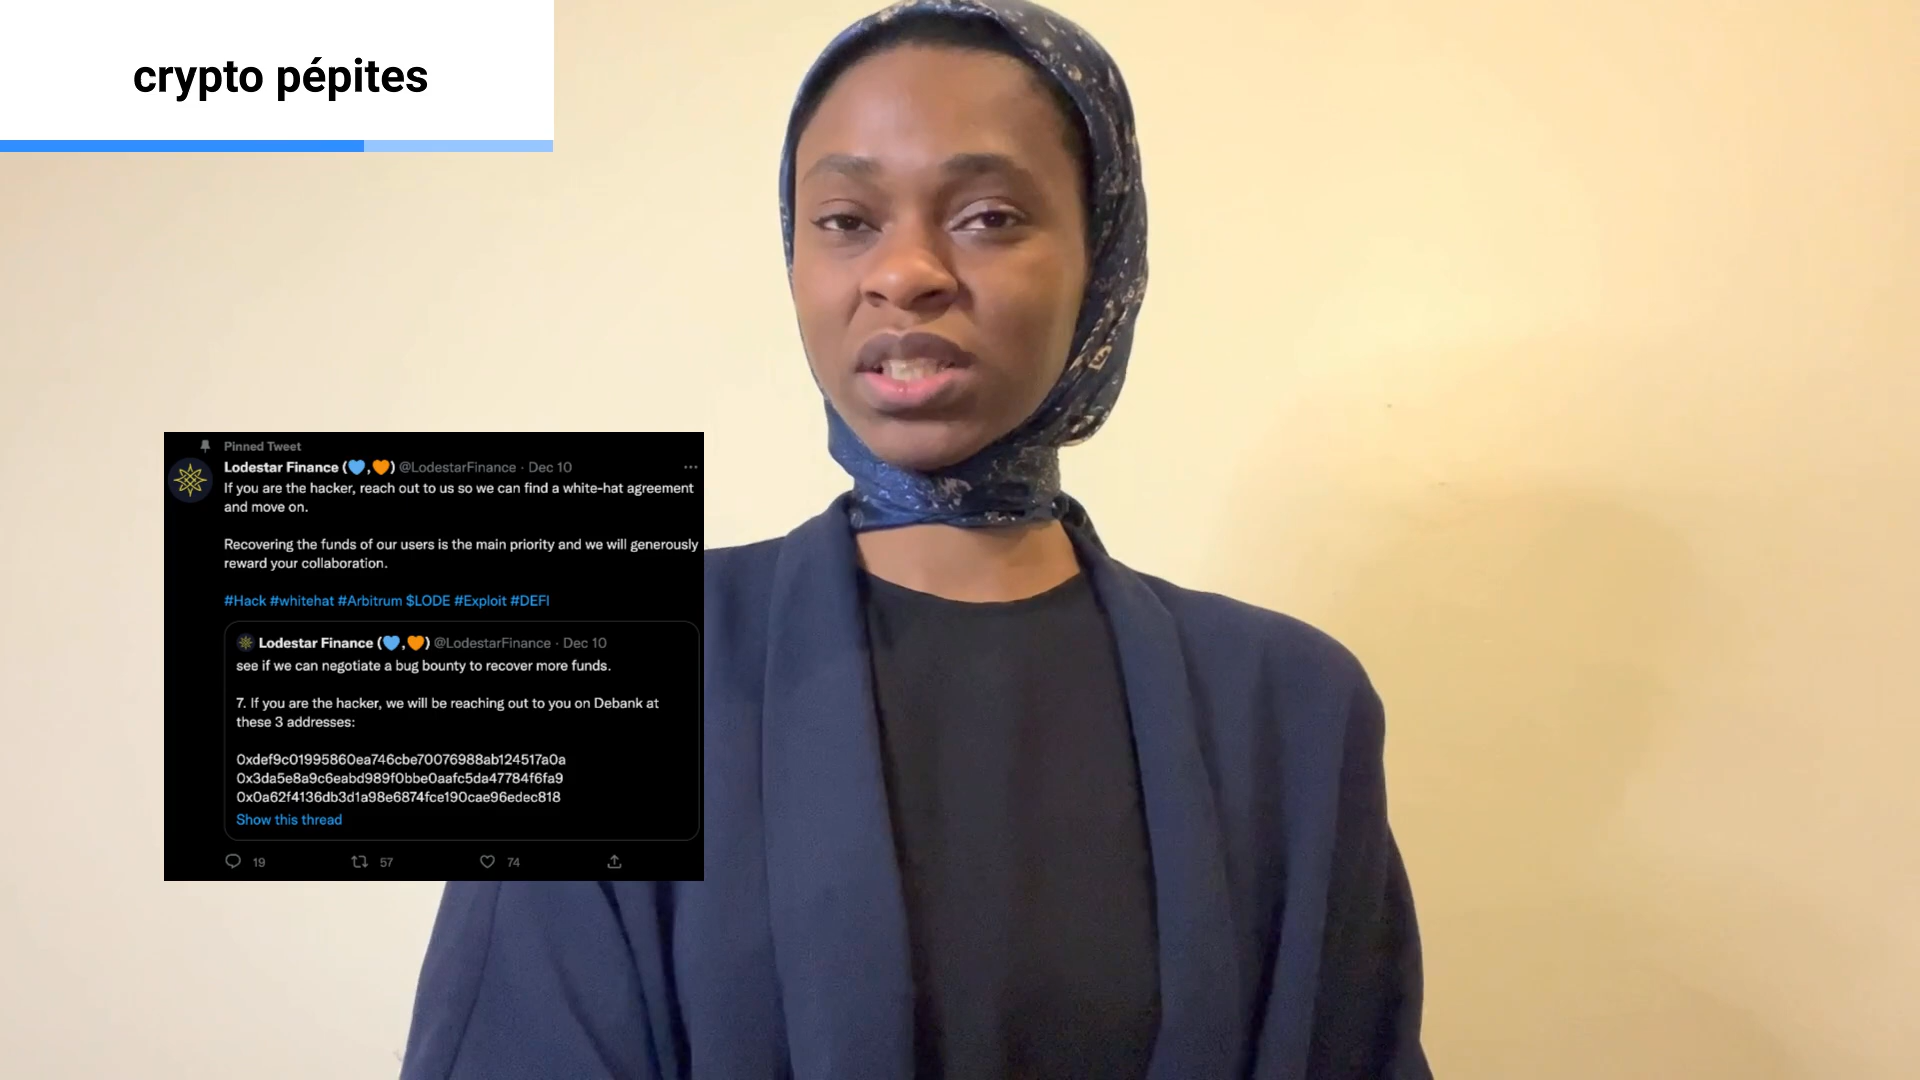 crypto pépites
Pinned Tweet
Lodestar Finance (💙,🧡) @LodestarFinance · Dec 10
If you are the hacker, reach out to us so we can find a white-hat agreement
and move on.
Recovering the funds of our users is the main priority and we will generously
reward your collaboration.
#Hack #whitehat #Arbitrum $LODE #Exploit #DEFI
Lodestar Finance (💙,🧡) @LodestarFinance · Dec 10
see if we can negotiate a bug bounty to recover more funds.
7. If you are the hacker, we will be reaching out to you on Debank at
these 3 addresses:
0xdef9c01995860ea746cbe70076988ab124517a0a
0x3da5e8a9c6eabd989f0bbe0aafc5da47784f6fa9
0x0a62f4136db3d1a98e6874fce190cae96edec818
Show this thread
19 57 74